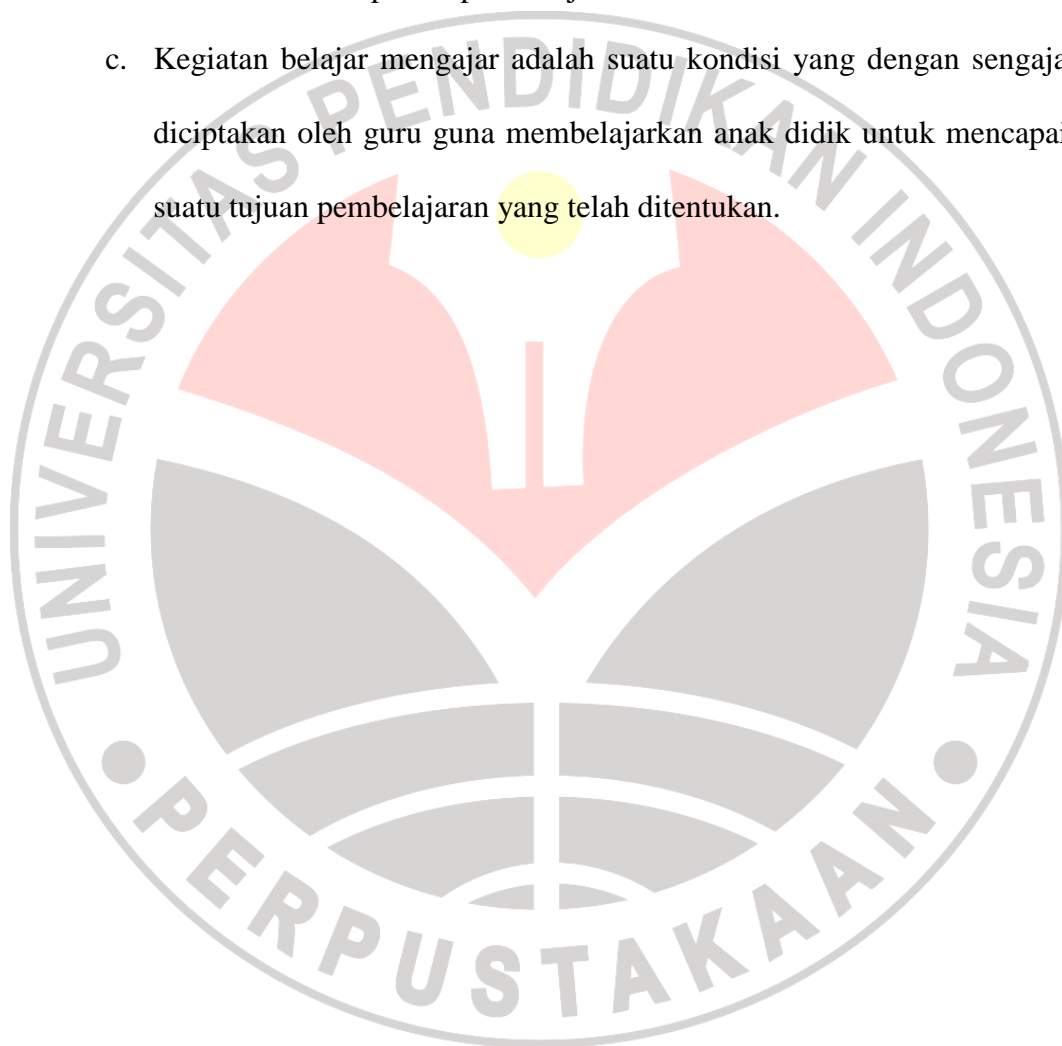 c. Kegiatan belajar mengajar adalah suatu kondisi yang dengan sengaja
diciptakan oleh guru guna membelajarkan anak didik untuk mencapai
suatu tujuan pembelajaran yang telah ditentukan.
UNIVERSITAS PENDIDIKAN INDONESIA
PERPUSTAKAAN